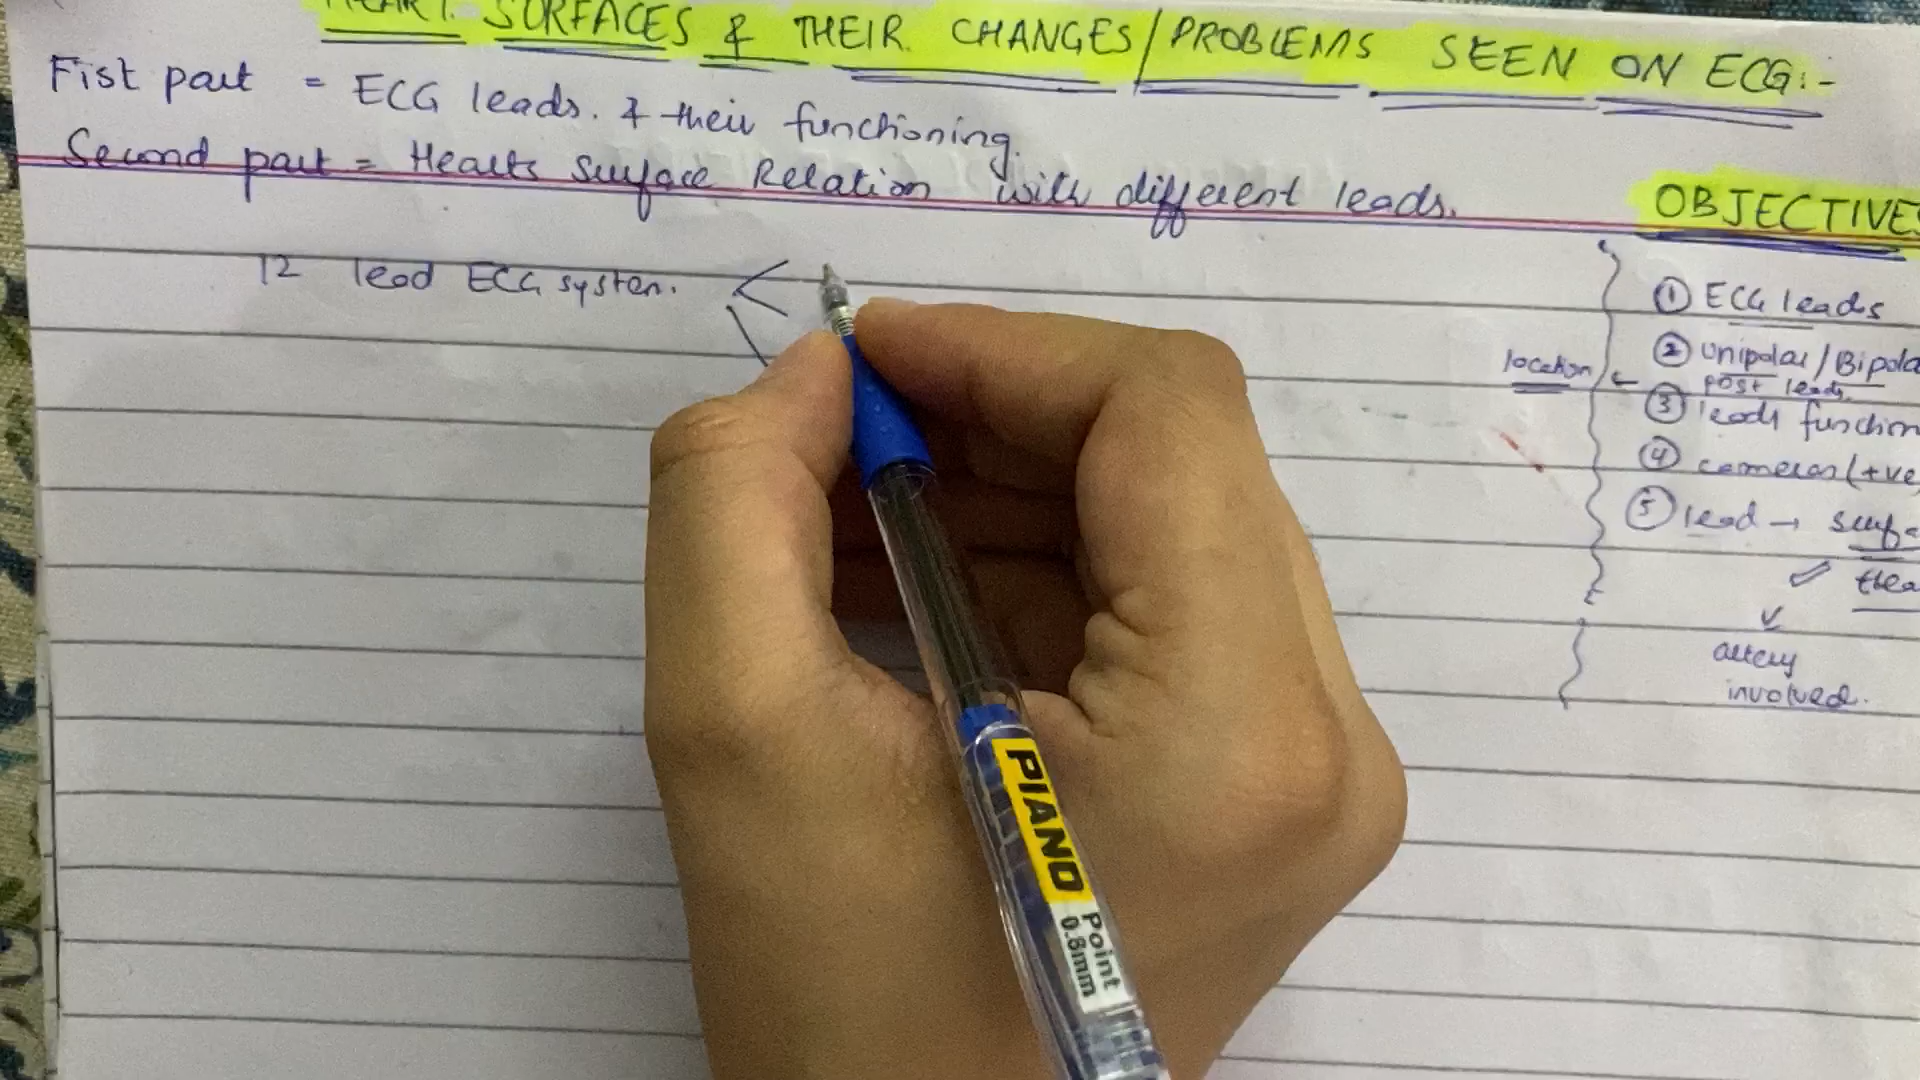 HEART SURFACES & THEIR CHANGES/PROBLEMS SEEN ON ECG:-
Fist part = ECG leads. & their functioning.
Second part = Hearts Surface Relation with different leads.
12 lead ECG system.
OBJECTIVES
① ECG leads
② Unipolar/Bipola
post leads.
location
③ leads function
④ cameras (+ve)
⑤ lead → surfa
artery
involved.
PIANO
Point
0.8mm